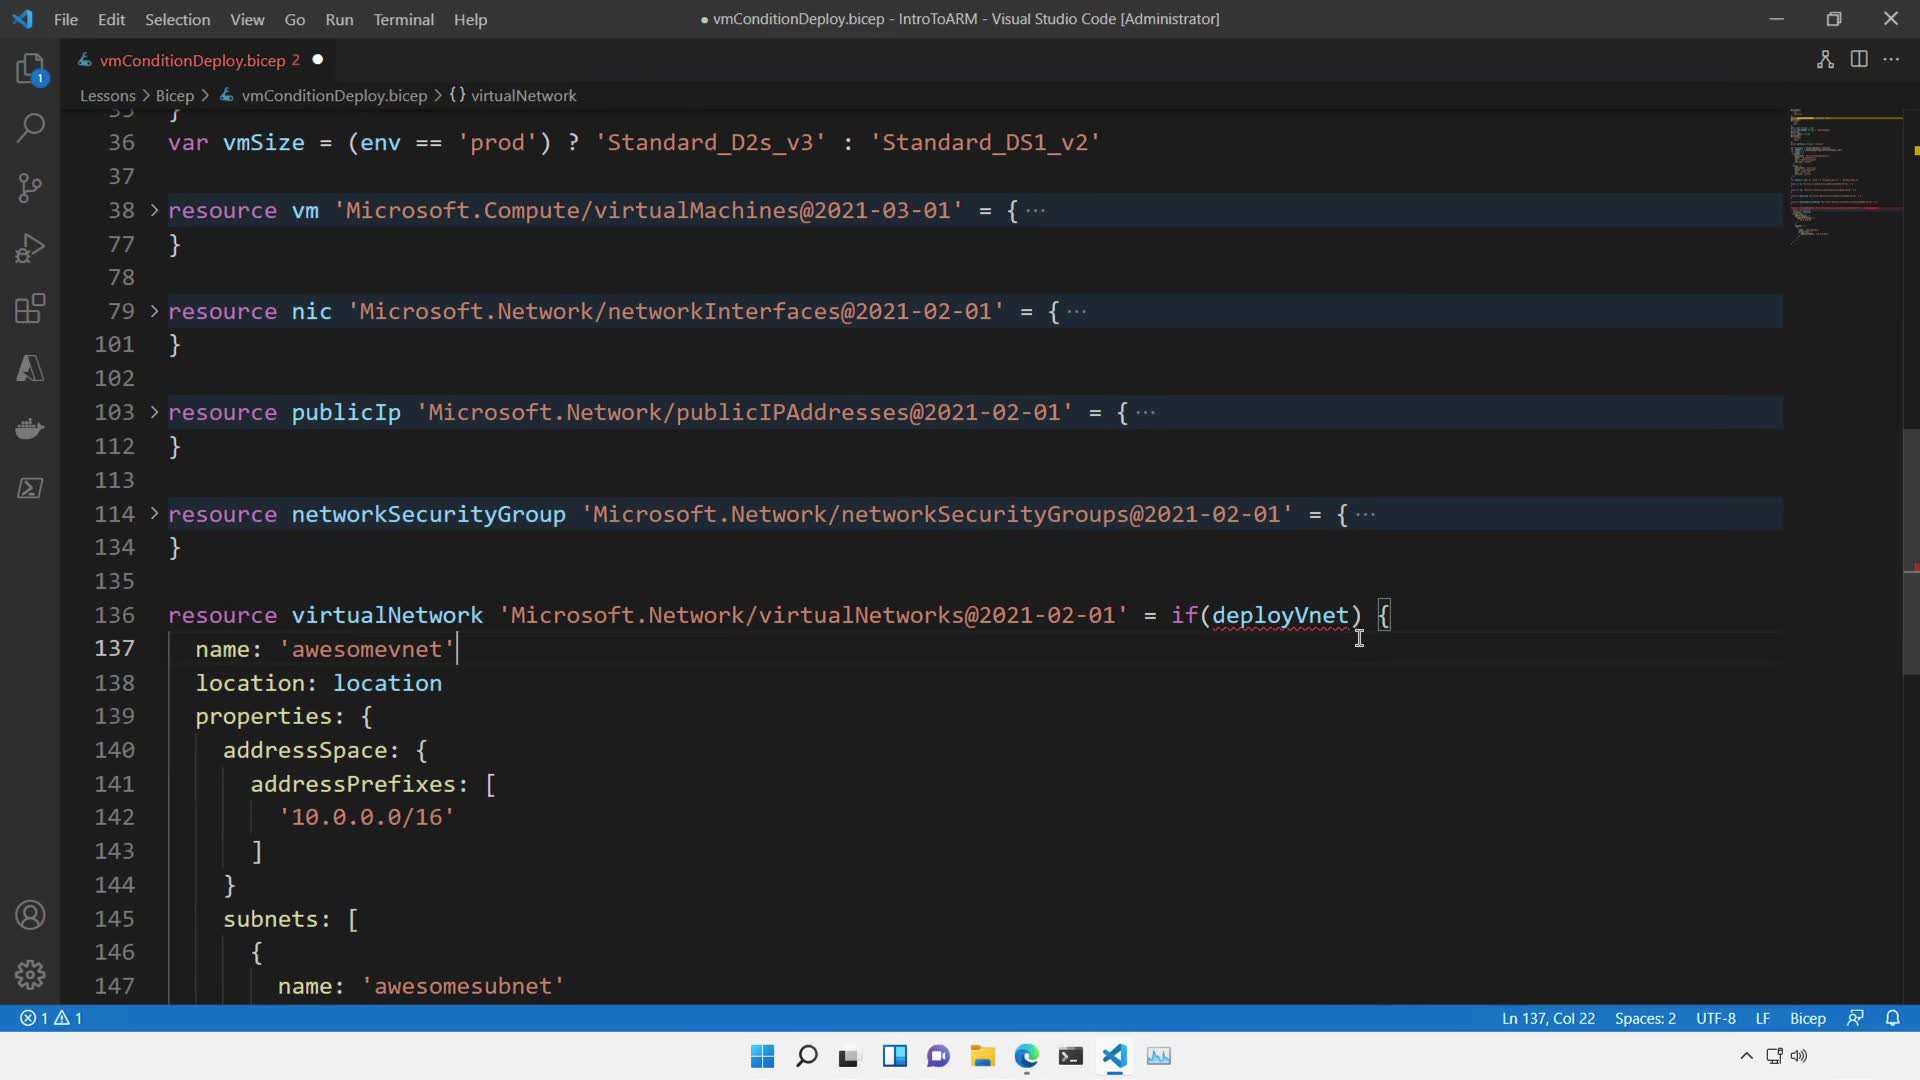 File Edit Selection View Go Run Terminal Help
● vmConditionDeploy.bicep - IntroToARM - Visual Studio Code [Administrator]
vmConditionDeploy.bicep 2 ●
1
Lessons > Bicep > vmConditionDeploy.bicep > {} virtualNetwork
35 }
36 var vmSize = (env == 'prod') ? 'Standard_D2s_v3' : 'Standard_DS1_v2'
37
38 > resource vm 'Microsoft.Compute/virtualMachines@2021-03-01' = {···
77 }
78
79 > resource nic 'Microsoft.Network/networkInterfaces@2021-02-01' = {···
101 }
102
103 > resource publicIp 'Microsoft.Network/publicIPAddresses@2021-02-01' = {···
112 }
113
114 > resource networkSecurityGroup 'Microsoft.Network/networkSecurityGroups@2021-02-01' = {···
134 }
135
136 resource virtualNetwork 'Microsoft.Network/virtualNetworks@2021-02-01' = if(deployVnet) {
137 name: 'awesomevnet'
138 location: location
139 properties: {
140 addressSpace: {
141 addressPrefixes: [
142 '10.0.0.0/16'
143 ]
144 }
145 subnets: [
146 {
147 name: 'awesomesubnet'
1 1 Ln 137, Col 22 Spaces: 2 UTF-8 LF Bicep